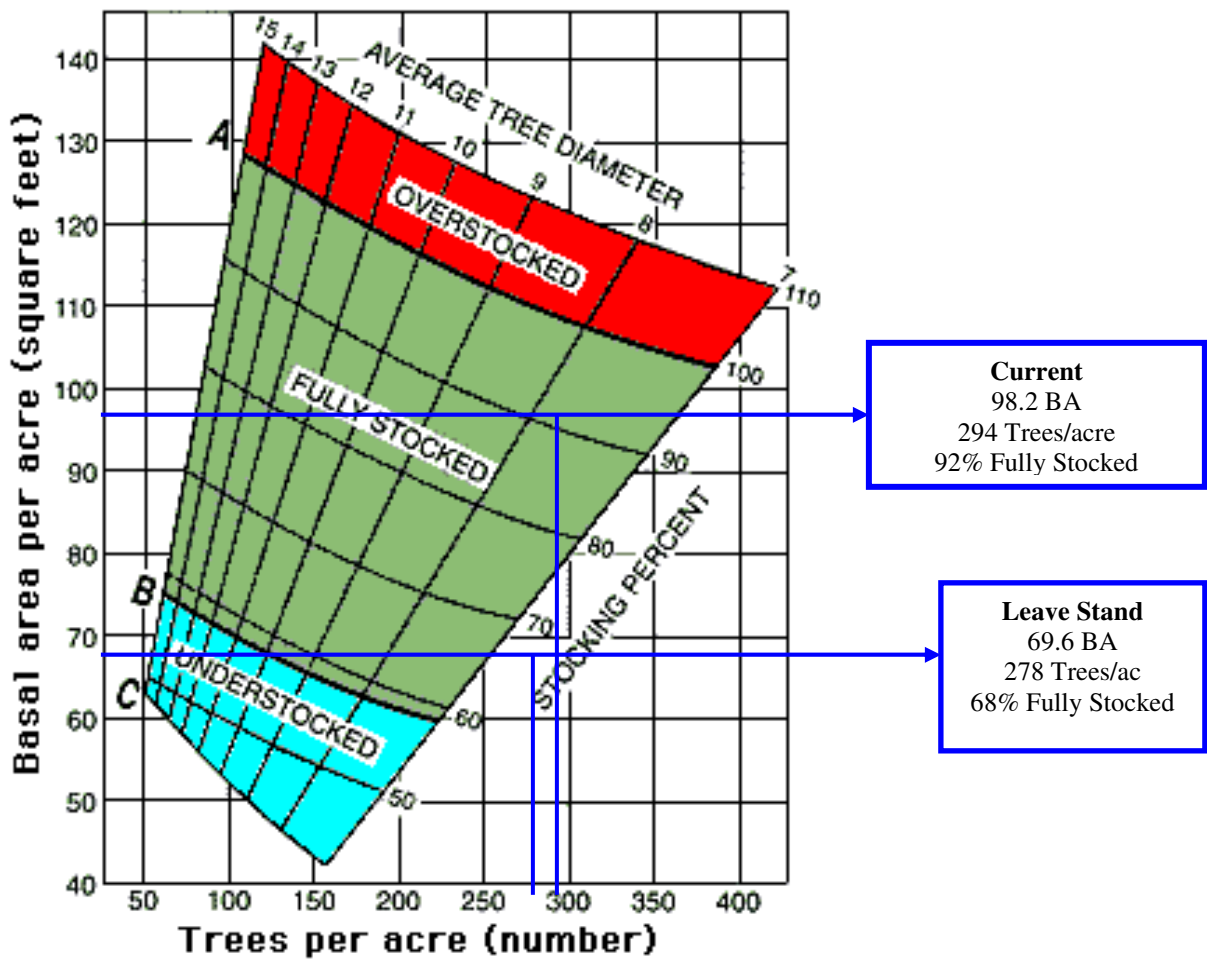 15 14 13 12 11 10 9 8 7
AVERAGE TREE DIAMETER
140
130
120
110
100
90
80
70
60
50
40
Basal area per acre (square feet)
A
B
C
OVERSTOCKED
FULLY STOCKED
UNDERSTOCKED
110
100
90
80
70
60
50
STOCKING PERCENT
50 100 150 200 250 300 350 400
Trees per acre (number)
Current
98.2 BA
294 Trees/acre
92% Fully Stocked
Leave Stand
69.6 BA
278 Trees/ac
68% Fully Stocked